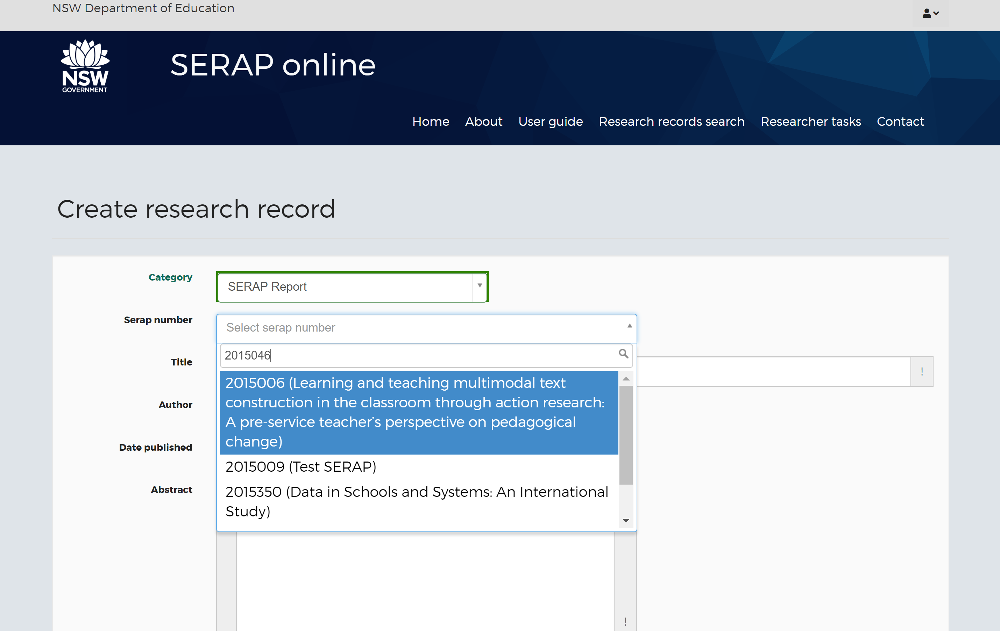 NSW Department of Education
NSW
GOVERNMENT
SERAP online
Home About User guide Research records search Researcher tasks Contact
Create research record
Category
SERAP Report
Serap number
Select serap number
2015046
2015006 (Learning and teaching multimodal text
construction in the classroom through action research:
A pre-service teacher’s perspective on pedagogical
change)
2015009 (Test SERAP)
2015350 (Data in Schools and Systems: An International
Study)
Title
!
Author
Date published
Abstract
!